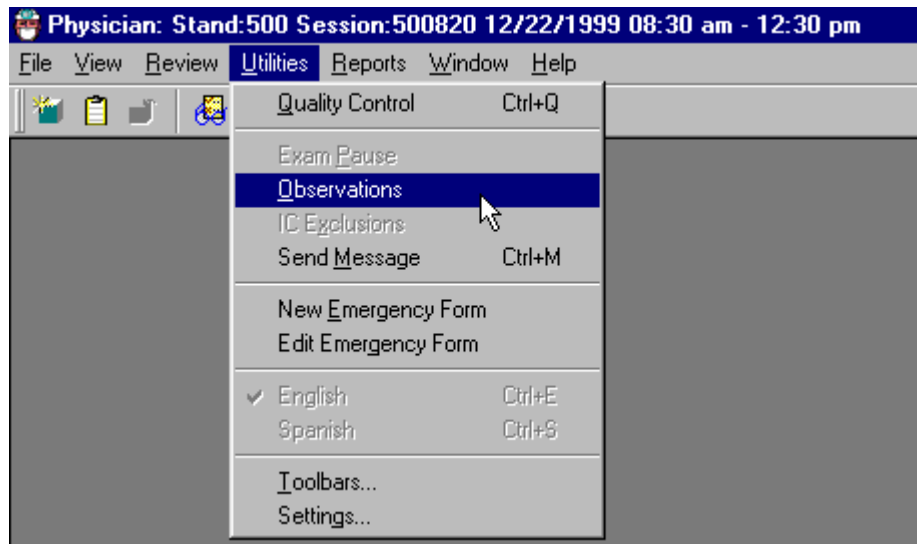 Physician: Stand:500 Session:500820 12/22/1999 08:30 am - 12:30 pm
File View Review Utilities Reports Window Help
Quality Control Ctrl+Q
Exam Pause
Observations
IC Exclusions
Send Message Ctrl+M
New Emergency Form
Edit Emergency Form
English Ctrl+E
Spanish Ctrl+S
Toolbars...
Settings...